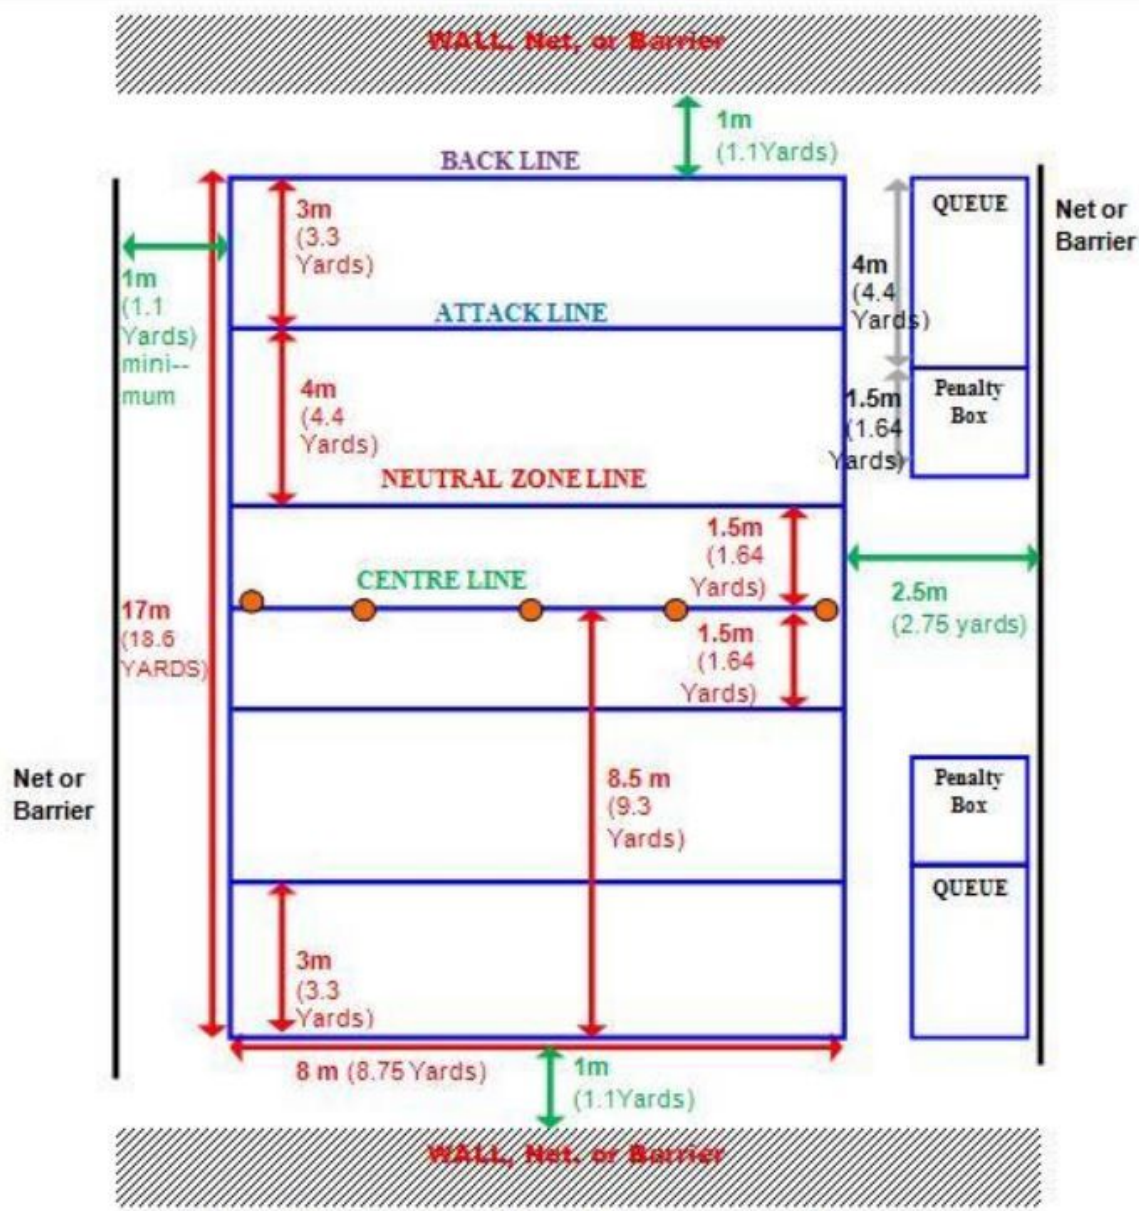 WALL, Net, or Barrier
1m
(1.1Yards)
BACK LINE
3m
(3.3
Yards)
QUEUE
Net or
Barrier
1m
(1.1
Yards)
mini--
mum
4m
(4.4
Yards)
ATTACK LINE
4m
(4.4
Yards)
1.5m
(1.64
Yards)
Penalty
Box
NEUTRAL ZONE LINE
1.5m
(1.64
Yards)
CENTRE LINE
2.5m
(2.75 yards)
17m
(18.6
YARDS)
1.5m
(1.64
Yards)
Net or
Barrier
8.5 m
(9.3
Yards)
Penalty
Box
QUEUE
3m
(3.3
Yards)
8 m (8.75 Yards)
1m
(1.1Yards)
WALL, Net, or Barrier